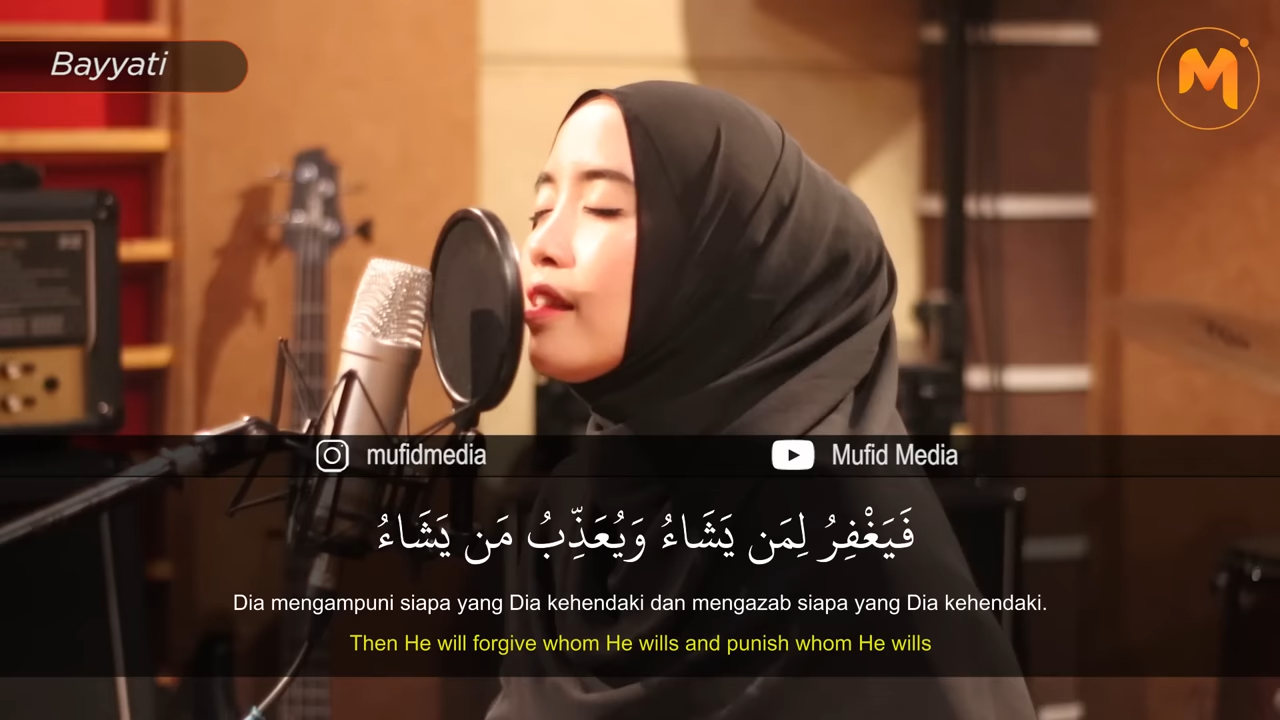 Bayyati
M
mufidmedia
Mufid Media
فَيَغْفِرُ لِمَن يَشَاءُ وَيُعَذِّبُ مَن يَشَاءُ
Dia mengampuni siapa yang Dia kehendaki dan mengazab siapa yang Dia kehendaki.
Then He will forgive whom He wills and punish whom He wills